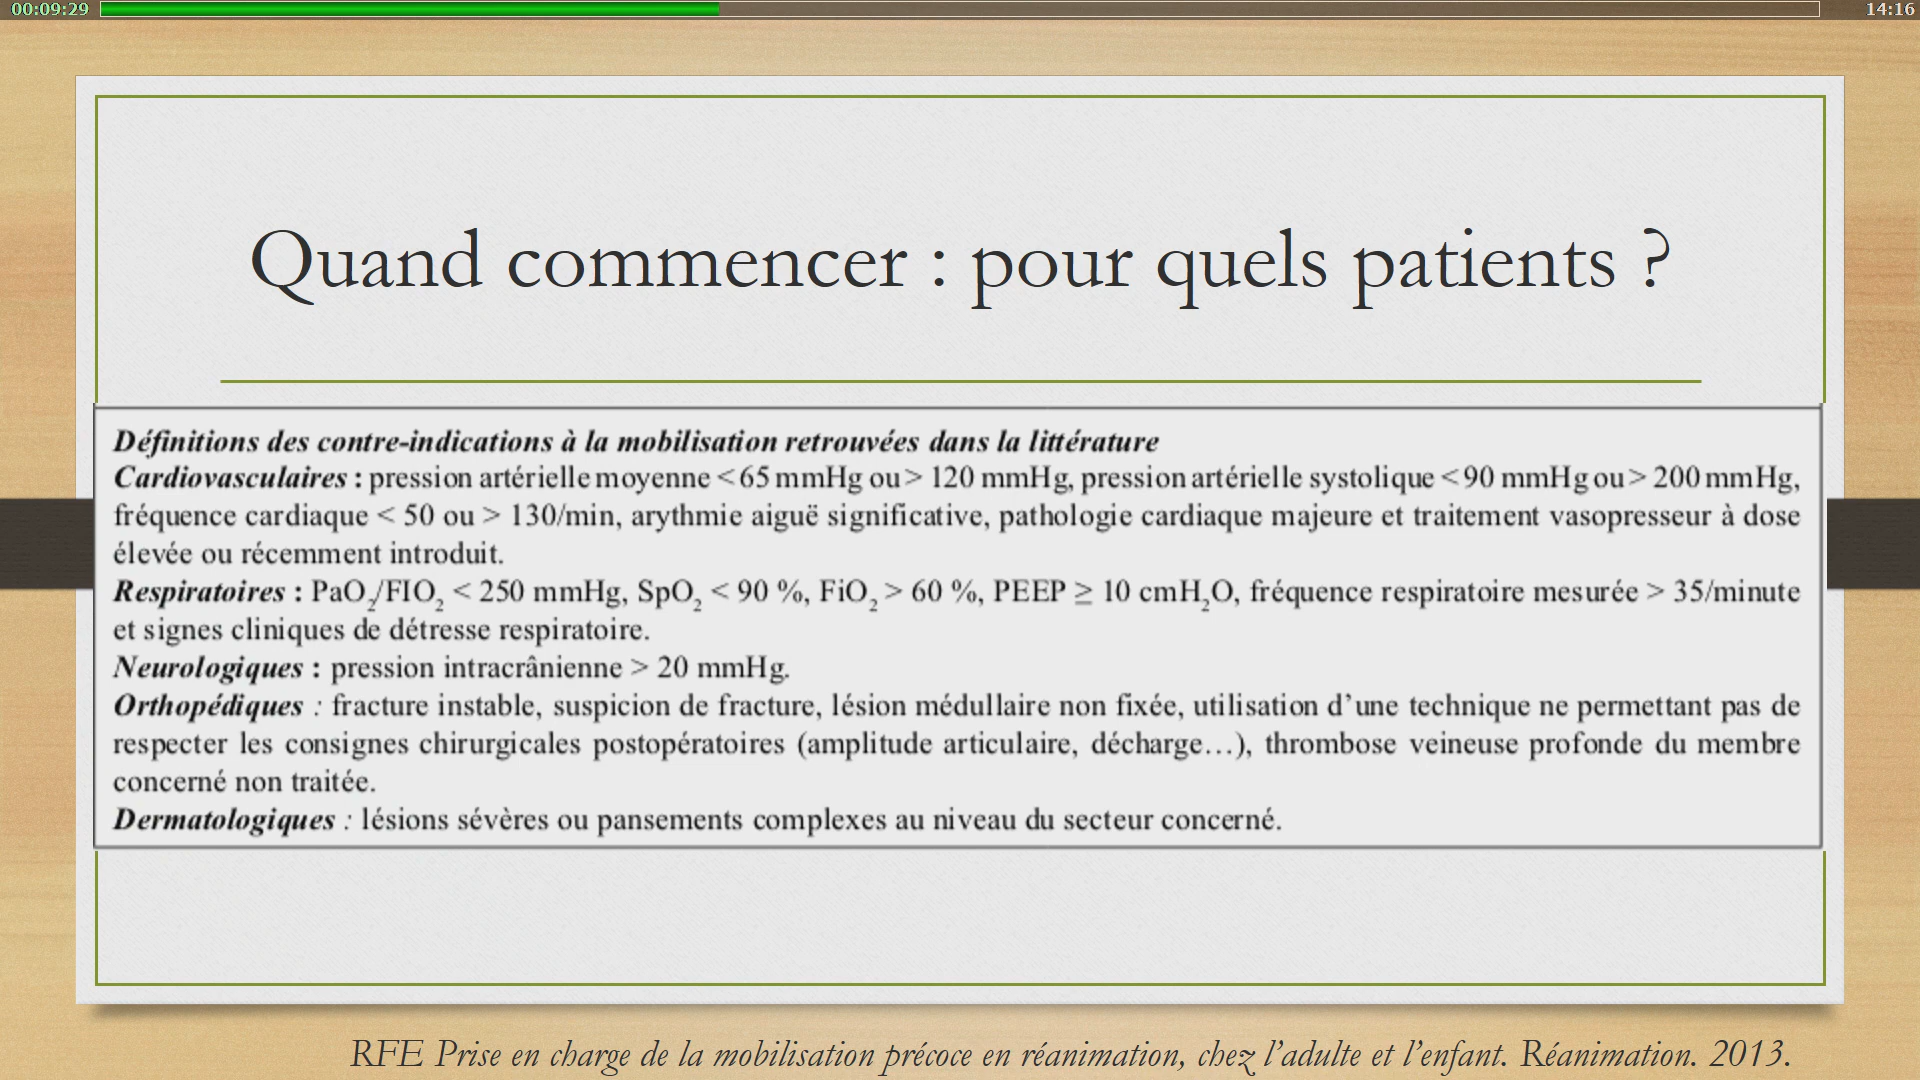 00:09:29
14:16
Quand commencer : pour quels patients ?
Définitions des contre-indications à la mobilisation retrouvées dans la littérature
Cardiovasculaires : pression artérielle moyenne < 65 mmHg ou > 120 mmHg, pression artérielle systolique < 90 mmHg ou > 200 mmHg,
fréquence cardiaque < 50 ou > 130/min, arythmie aiguë significative, pathologie cardiaque majeure et traitement vasopresseur à dose
élevée ou récemment introduit.
Respiratoires : PaO₂/FIO₂ < 250 mmHg, SpO₂ < 90 %, FiO₂ > 60 %, PEEP ≥ 10 cmH₂O, fréquence respiratoire mesurée > 35/minute
et signes cliniques de détresse respiratoire.
Neurologiques : pression intracrânienne > 20 mmHg.
Orthopédiques : fracture instable, suspicion de fracture, lésion médullaire non fixée, utilisation d’une technique ne permettant pas de
respecter les consignes chirurgicales postopératoires (amplitude articulaire, décharge…), thrombose veineuse profonde du membre
concerné non traitée.
Dermatologiques : lésions sévères ou pansements complexes au niveau du secteur concerné.
RFE Prise en charge de la mobilisation précoce en réanimation, chez l’adulte et l’enfant. Réanimation. 2013.